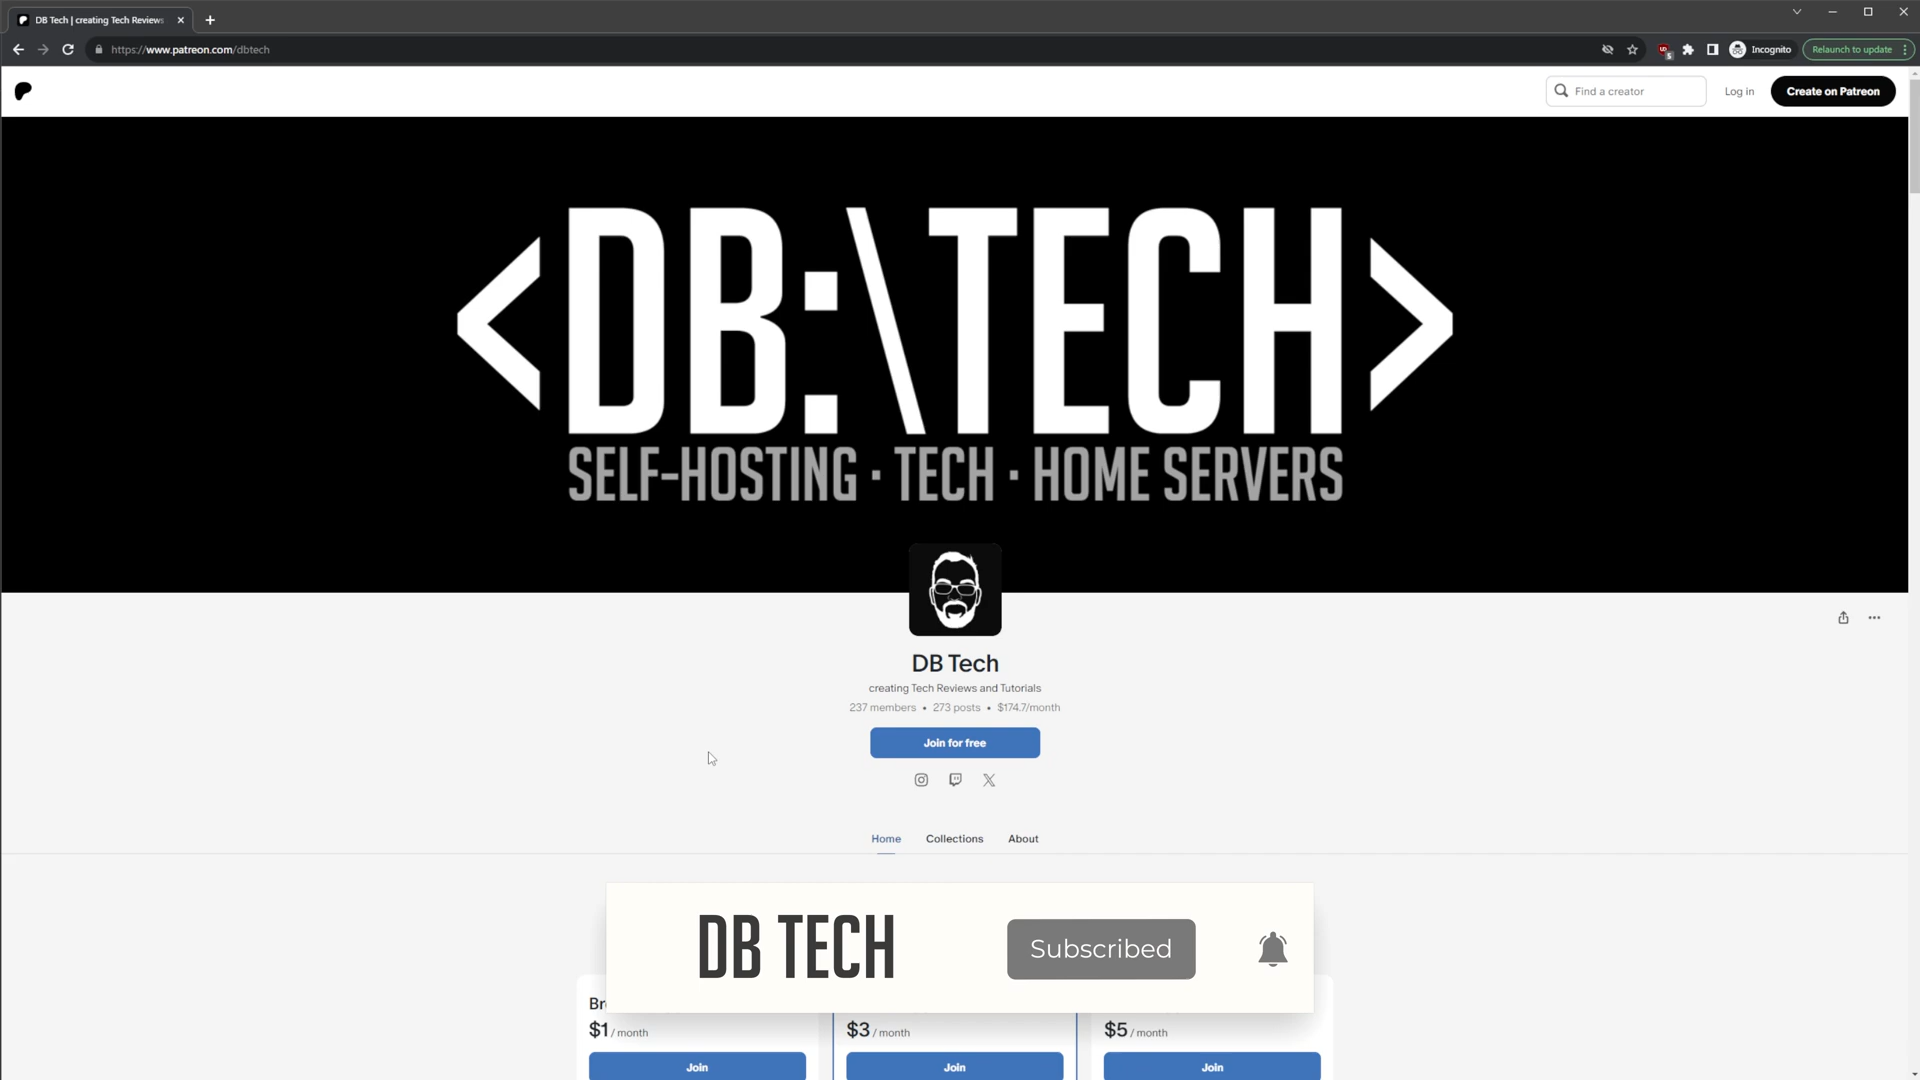 DB Tech | creating Tech Reviews
https://www.patreon.com/dbtech
Incognito
Relaunch to update
Find a creator
Log in
Create on Patreon
<DB:\TECH>
SELF-HOSTING · TECH · HOME SERVERS
DB Tech
creating Tech Reviews and Tutorials
237 members • 273 posts • $174.7/month
Join for free
Home Collections About
DB TECH
Subscribed
$1 / month
$3 / month
$5 / month
Join
Join
Join